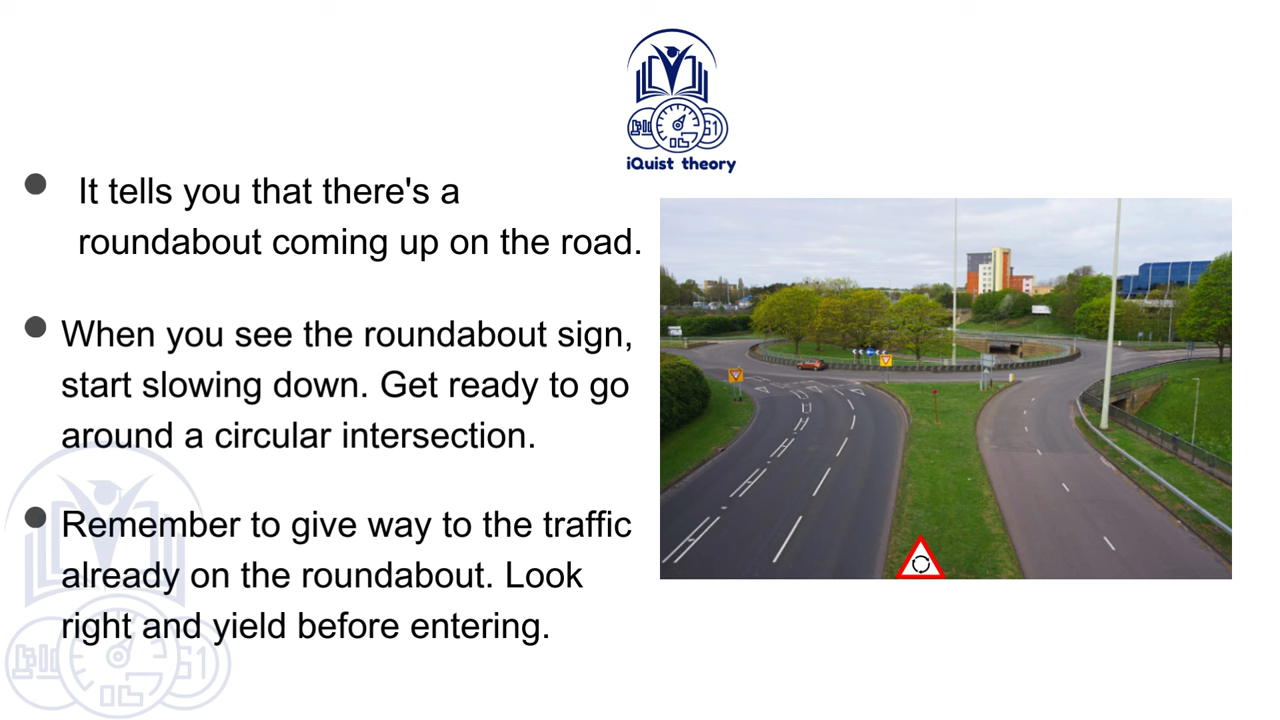 iQuist theory
It tells you that there's a
roundabout coming up on the road.
When you see the roundabout sign,
start slowing down. Get ready to go
around a circular intersection.
Remember to give way to the traffic
already on the roundabout. Look
right and yield before entering.